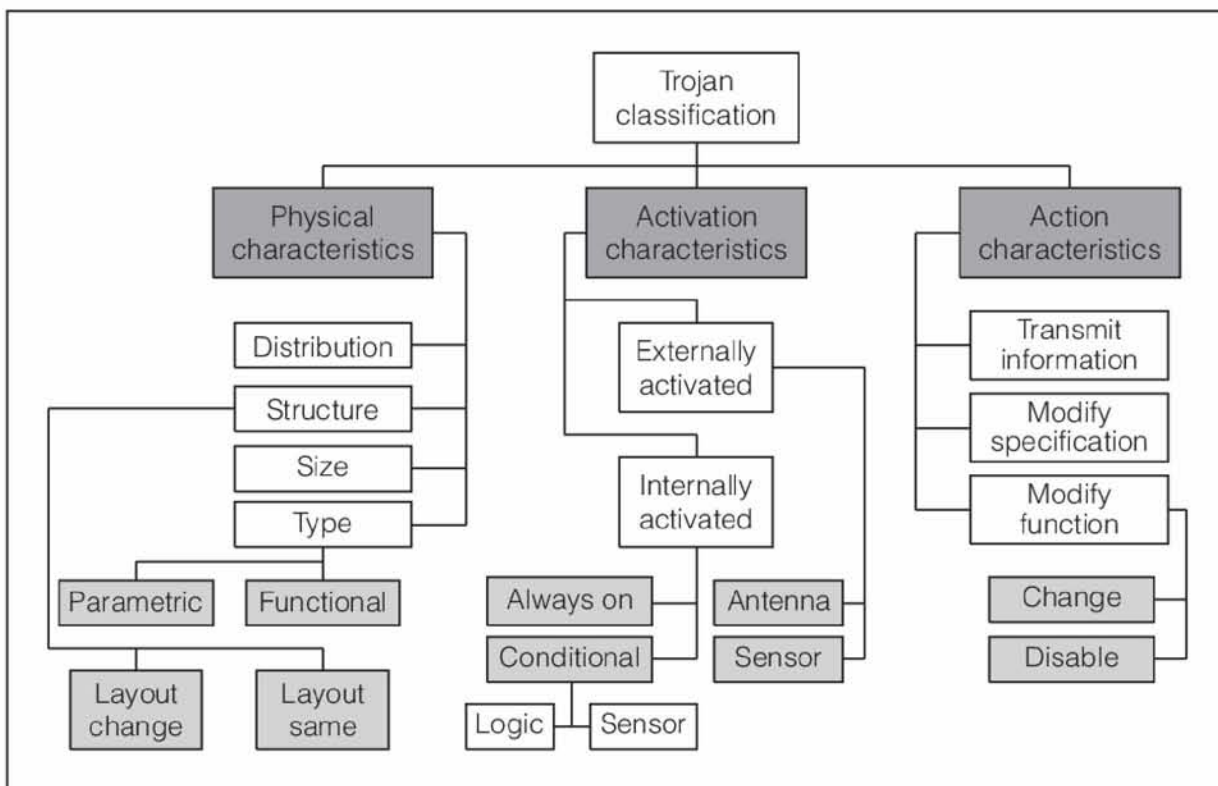 Trojan
classification
Physical
characteristics
Activation
characteristics
Action
characteristics
Distribution
Structure
Size
Type
Parametric
Functional
Layout
change
Layout
same
Externally
activated
Internally
activated
Always on
Conditional
Logic
Sensor
Antenna
Sensor
Transmit
information
Modify
specification
Modify
function
Change
Disable